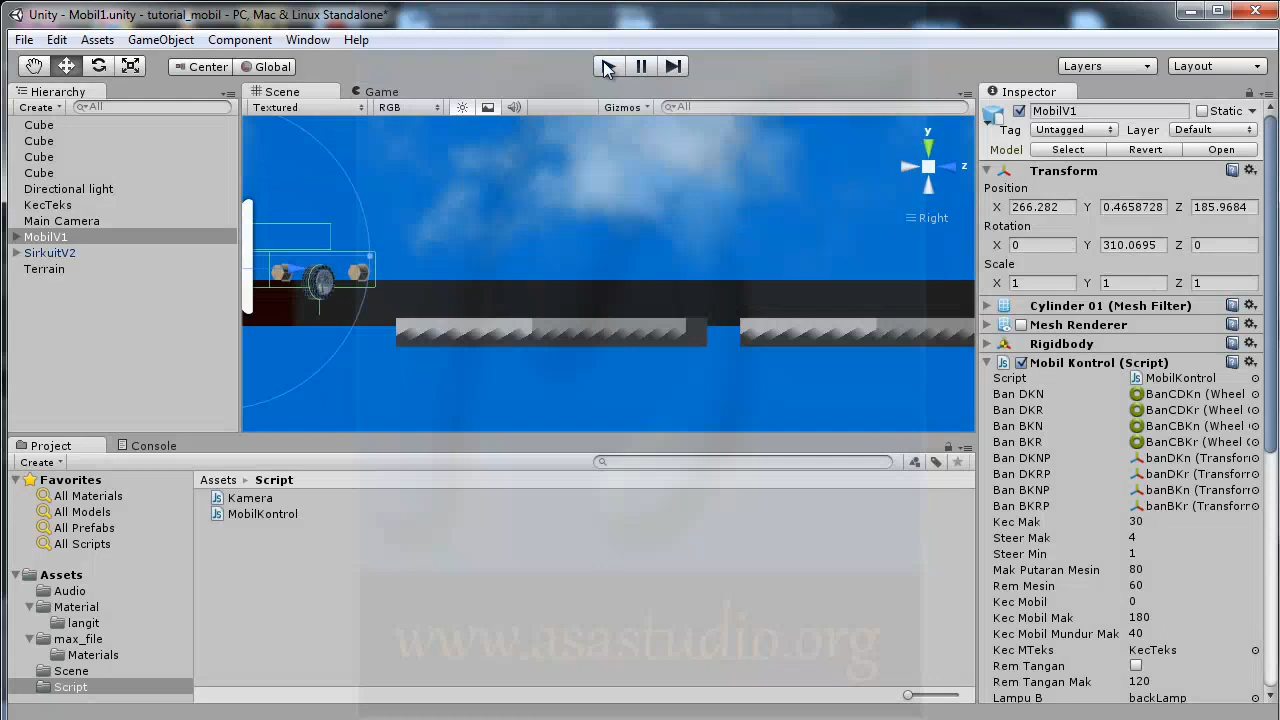 Unity - Mobil1.unity - tutorial_mobil - PC, Mac & Linux Standalone*
File Edit Assets GameObject Component Window Help
Center Global Layers Layout
Hierarchy
Create All
Cube
Cube
Cube
Cube
Directional light
KecTeks
Main Camera
MobilV1
SirkuitV2
Terrain
Scene Game
Textured RGB Gizmos All
y
z
Right
Inspector
MobilV1 Static
Tag Untagged Layer Default
Model Select Revert Open
Transform
Position
X 266.282 Y 0.4658728 Z 185.9684
Rotation
X 0 Y 310.0695 Z 0
Scale
X 1 Y 1 Z 1
Cylinder 01 (Mesh Filter)
Mesh Renderer
Rigidbody
Mobil Kontrol (Script)
Script MobilKontrol
Ban DKN BanCDKn (Wheel
Ban DKR BanCDKr (Wheel
Ban BKN BanCBKn (Wheel
Ban BKR BanCBKr (Wheel
Ban DKNP banDKn (Transforr
Ban DKRP banDKr (Transforr
Ban BKNP banBKn (Transforr
Ban BKRP banBKr (Transforr
Kec Mak 30
Steer Mak 4
Steer Min 1
Mak Putaran Mesin 80
Rem Mesin 60
Kec Mobil 0
Kec Mobil Mak 180
Kec Mobil Mundur Mak 40
Kec MTeks KecTeks
Rem Tangan
Rem Tangan Mak 120
Lampu B backLamp
Project Console
Create
Favorites
All Materials
All Models
All Prefabs
All Scripts
Assets
Audio
Material
langit
max_file
Materials
Scene
Script
Assets Script
Kamera
MobilKontrol
www.asastudio.org